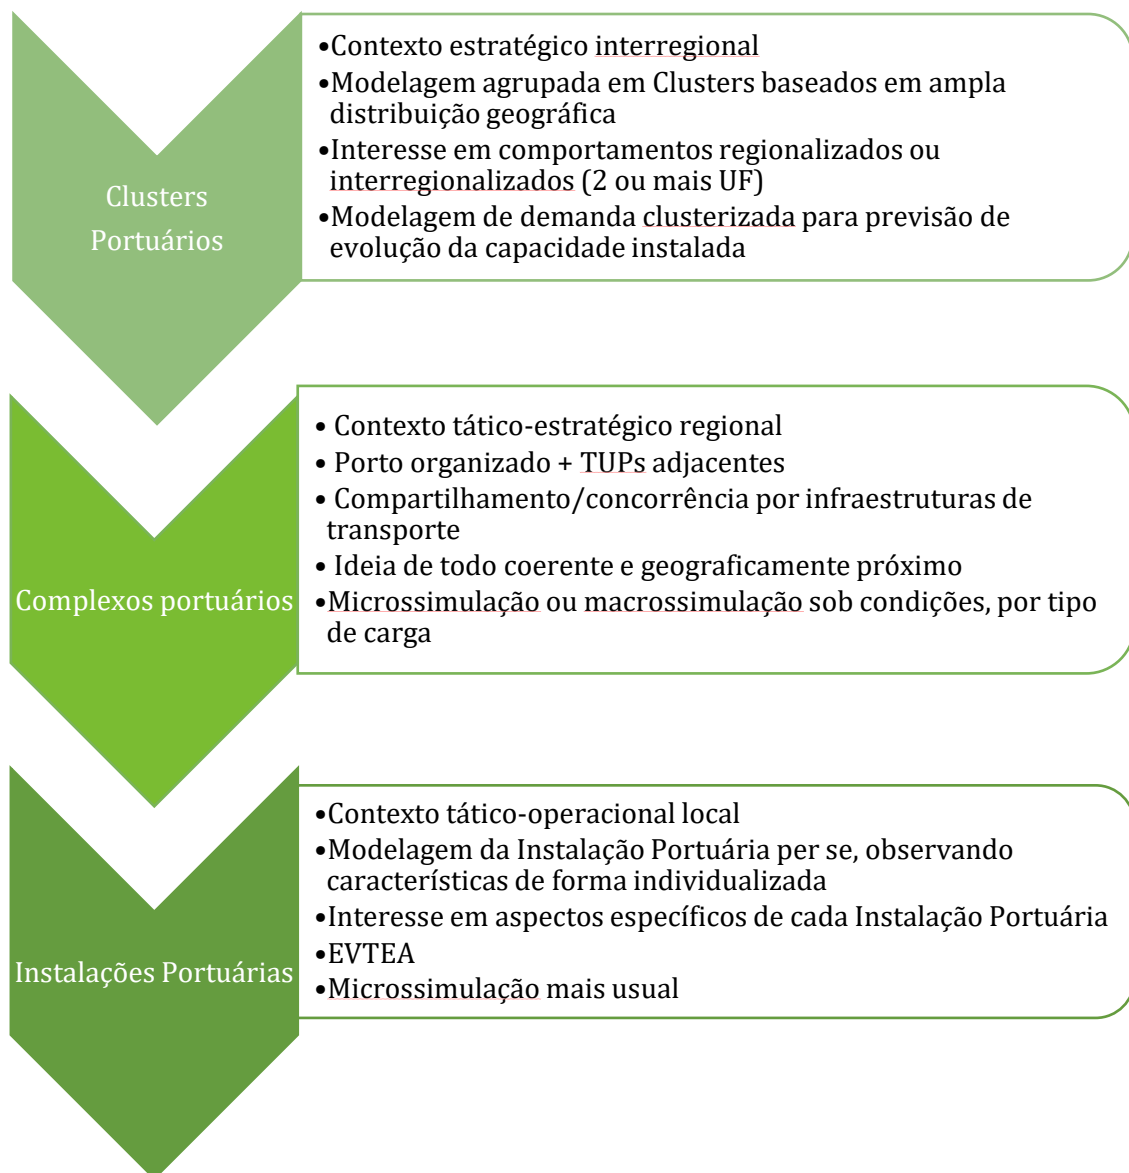 Clusters
Portuários
•Contexto estratégico interregional
•Modelagem agrupada em Clusters baseados em ampla
distribuição geográfica
•Interesse em comportamentos regionalizados ou
interregionalizados (2 ou mais UF)
•Modelagem de demanda clusterizada para previsão de
evolução da capacidade instalada
Complexos portuários
• Contexto tático-estratégico regional
• Porto organizado + TUPs adjacentes
• Compartilhamento/concorrência por infraestruturas de
transporte
• Ideia de todo coerente e geograficamente próximo
•Microssimulação ou macrossimulação sob condições, por tipo
de carga
Instalações Portuárias
•Contexto tático-operacional local
•Modelagem da Instalação Portuária per se, observando
características de forma individualizada
•Interesse em aspectos específicos de cada Instalação Portuária
•EVTEA
•Microssimulação mais usual